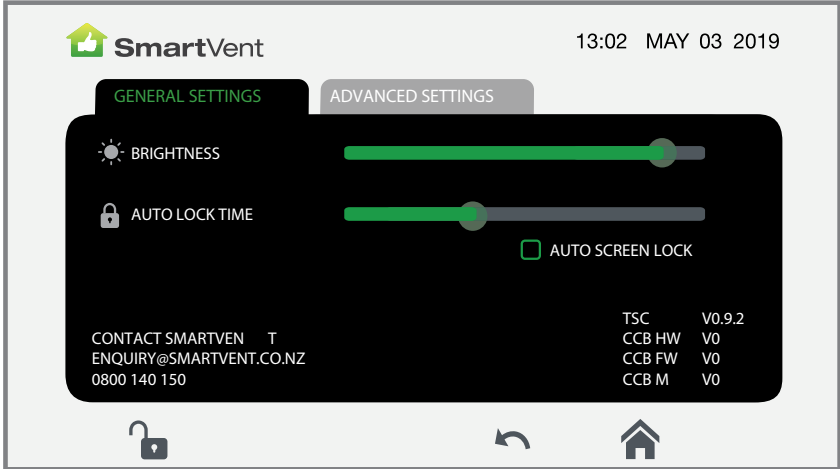 SmartVent
13:02 MAY 03 2019
GENERAL SETTINGS
ADVANCED SETTINGS
BRIGHTNESS
AUTO LOCK TIME
AUTO SCREEN LOCK
CONTACT SMARTVEN T
ENQUIRY@SMARTVENT.CO.NZ
0800 140 150
TSC V0.9.2
CCB HW V0
CCB FW V0
CCB M V0